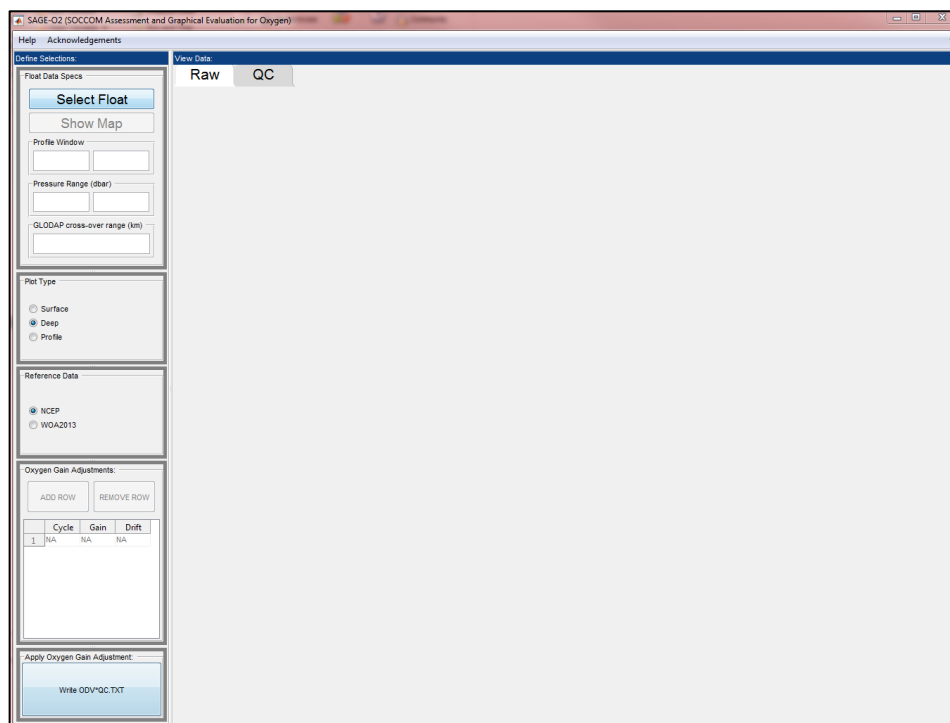 SAGE-O2 (SOCCOM Assessment and Graphical Evaluation for Oxygen)
Help Acknowledgements
Define Selections:
View Data:
Raw QC
Float Data Specs
Select Float
Show Map
Profile Window
Pressure Range (dbar)
GLODAP cross-over range (km)
Plot Type
Surface
Deep
Profile
Reference Data
NCEP
WOA2013
Oxygen Gain Adjustments:
ADD ROW REMOVE ROW
Cycle Gain Drift
1 NA NA NA
Apply Oxygen Gain Adjustment:
Write ODV*QC.TXT